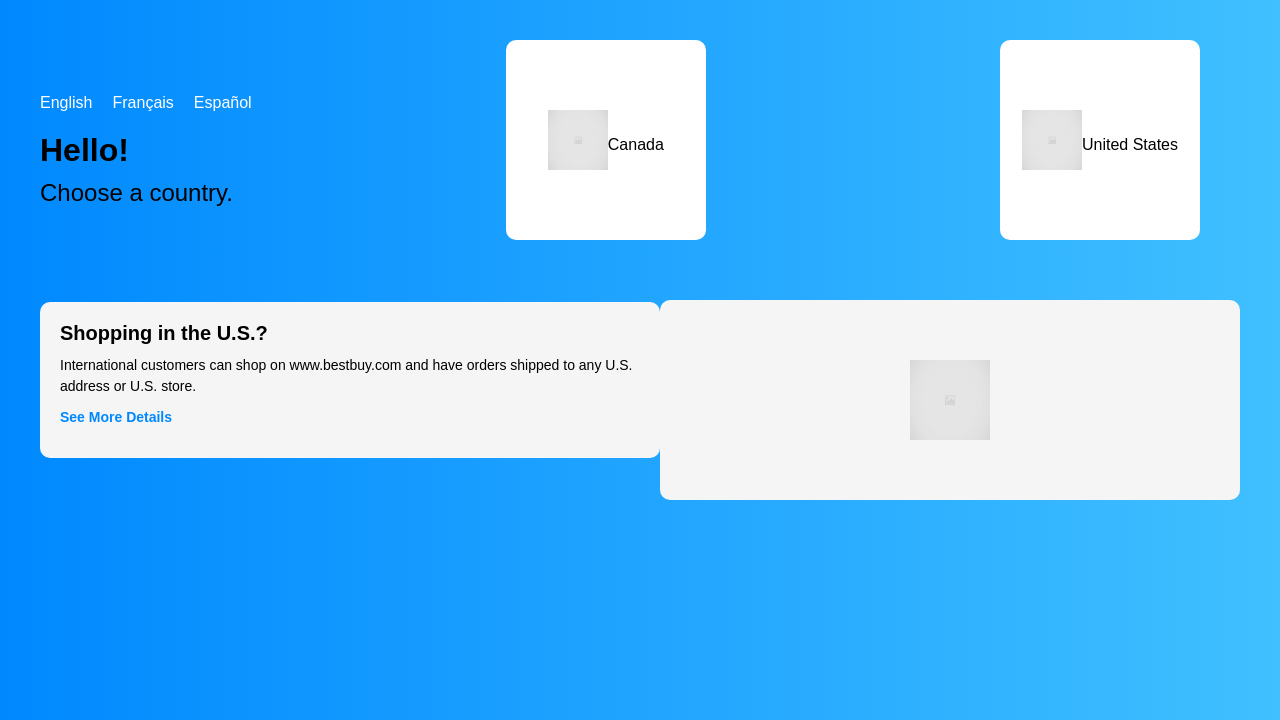 English Français Español
Hello!
Choose a country.
Canada
United States
Shopping in the U.S.?
International customers can shop on www.bestbuy.com and have orders shipped to any U.S.
address or U.S. store.
See More Details